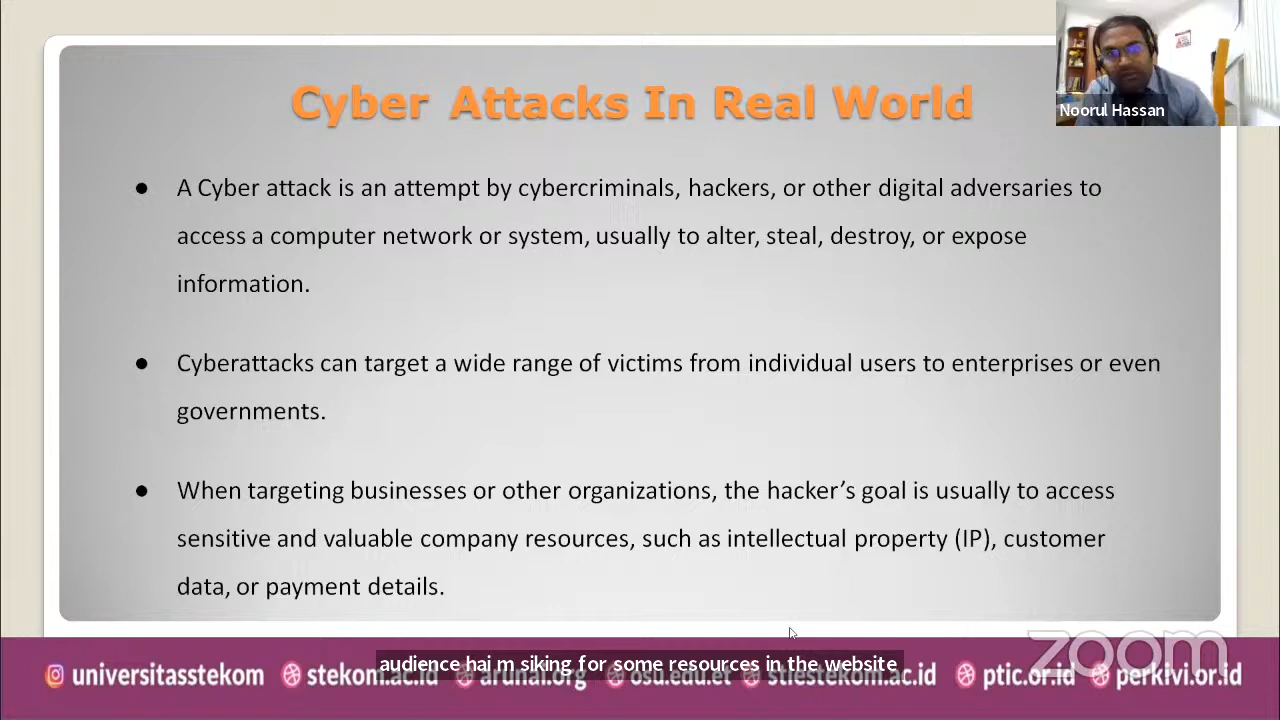 Cyber Attacks In Real World
Noorul Hassan
● A Cyber attack is an attempt by cybercriminals, hackers, or other digital adversaries to
access a computer network or system, usually to alter, steal, destroy, or expose
information.
● Cyberattacks can target a wide range of victims from individual users to enterprises or even
governments.
● When targeting businesses or other organizations, the hacker’s goal is usually to access
sensitive and valuable company resources, such as intellectual property (IP), customer
data, or payment details.
zoom
audience hai m siking for some resources in the website
universitasstekom stekom.ac.id arunai.org osu.edu.et stiestekom.ac.id ptic.or.id perkivi.or.id